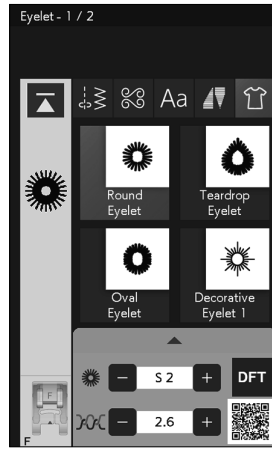 Eyelet - 1 / 2
Aa
Round
Eyelet
Teardrop
Eyelet
Oval
Eyelet
Decorative
Eyelet 1
S 2
DFT
F
2.6
F